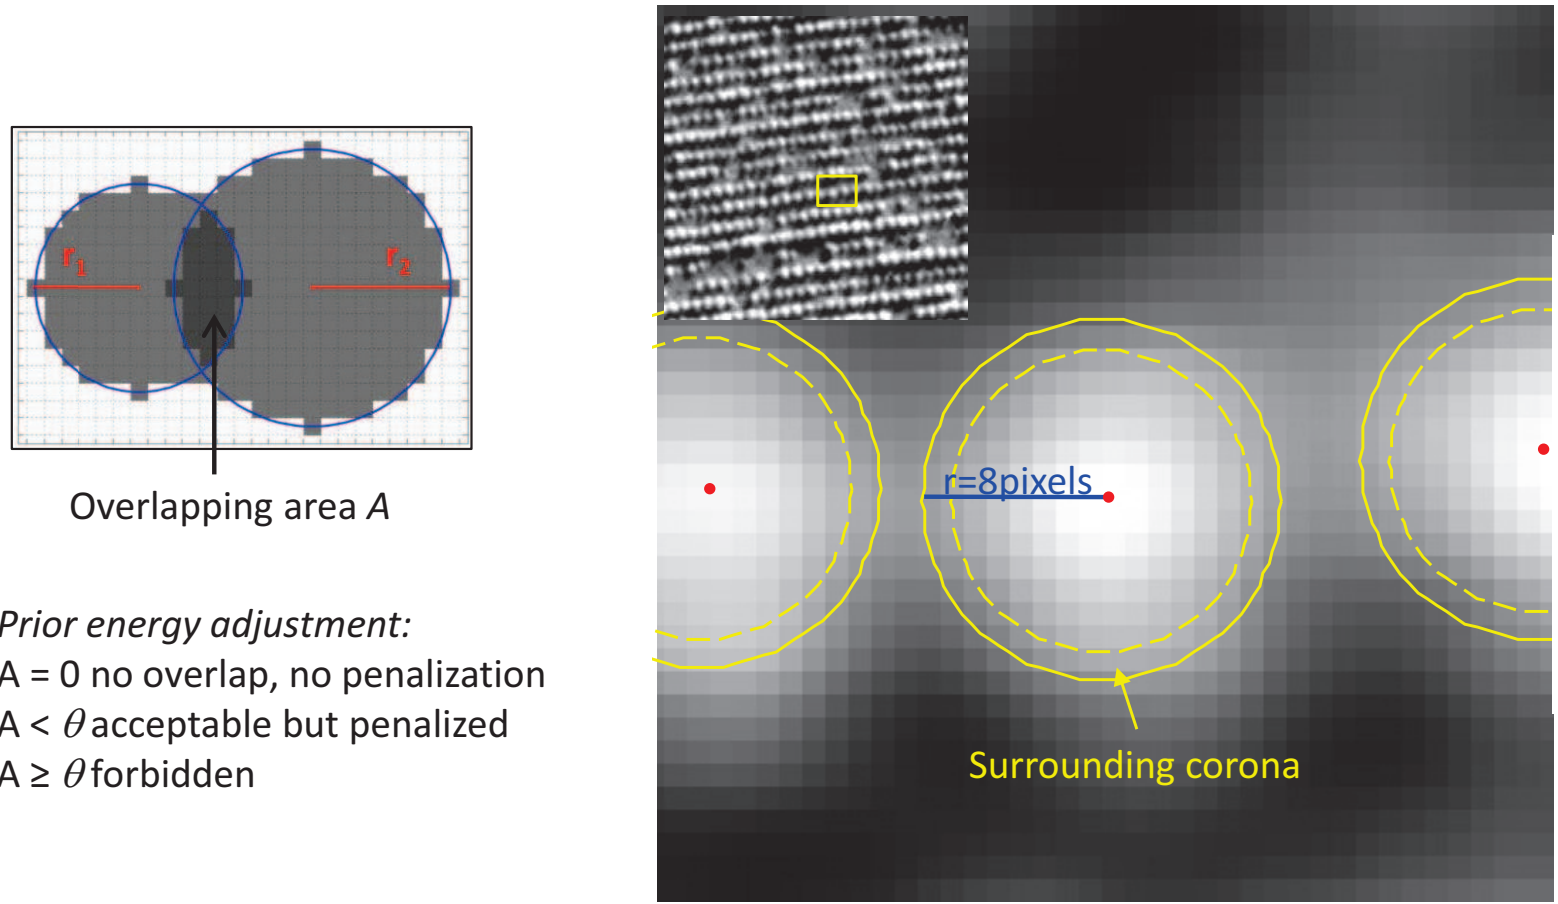 r1
r2
Overlapping area A
Prior energy adjustment:
A = 0 no overlap, no penalization
A < θ acceptable but penalized
A ≥ θ forbidden
r=8pixels
Surrounding corona